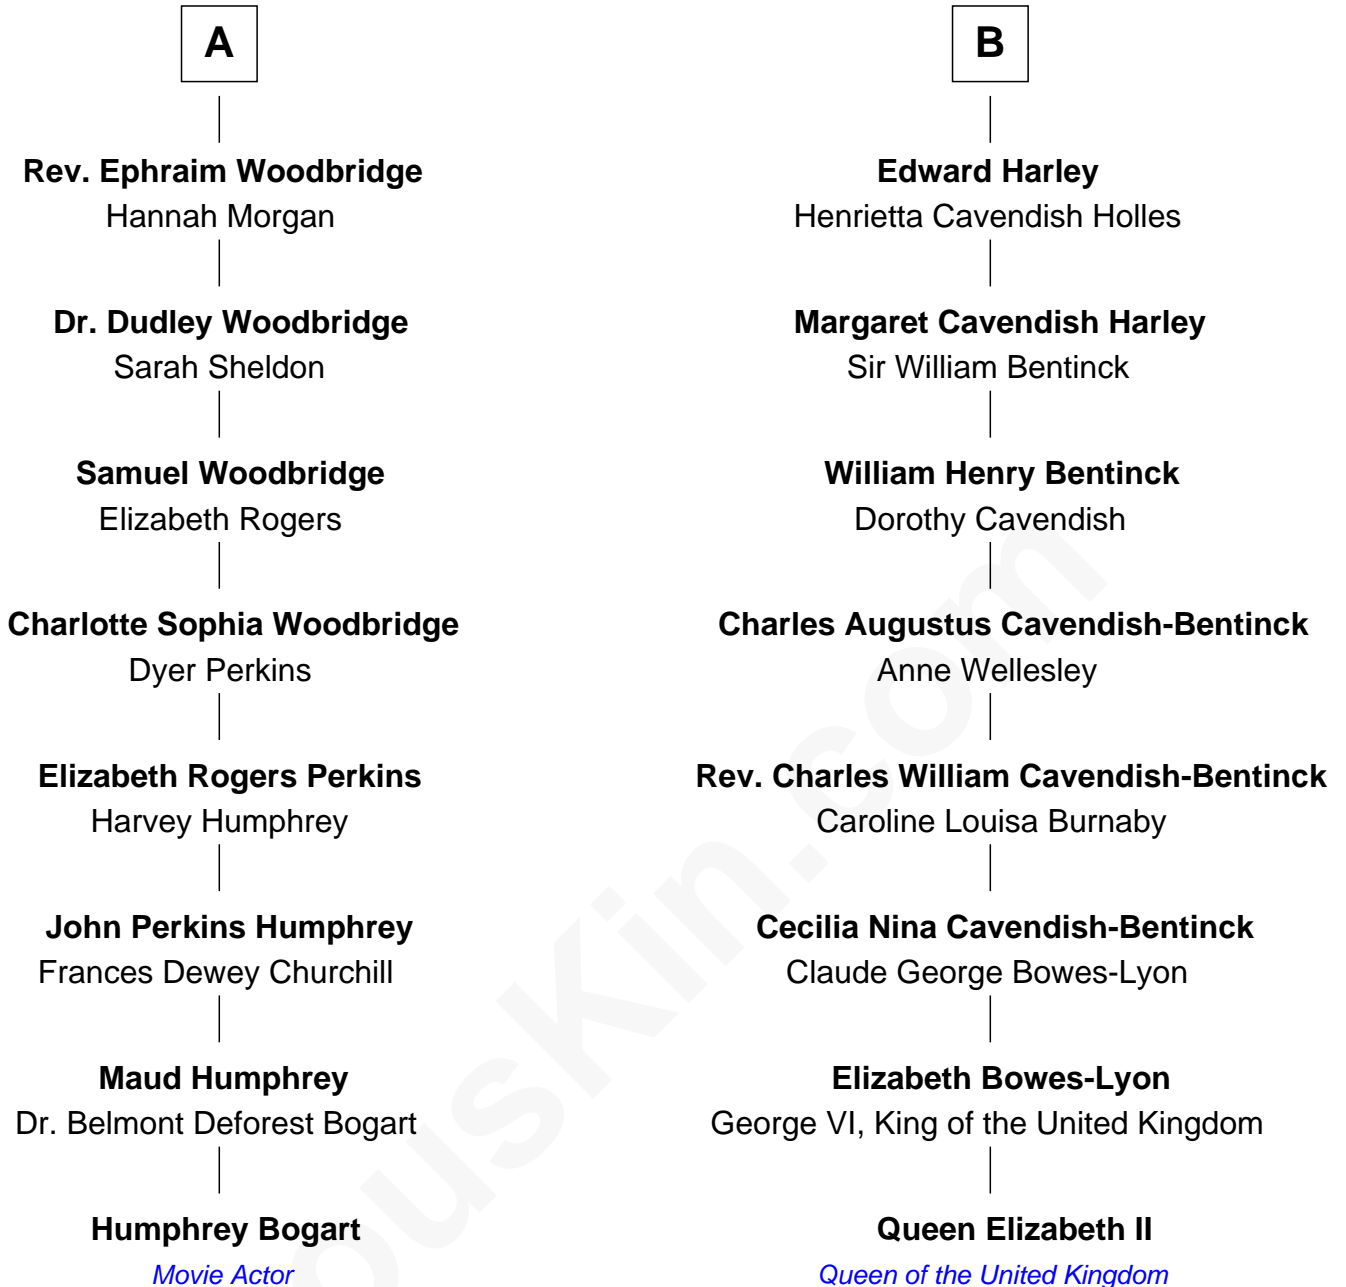 A
Rev. Ephraim Woodbridge
Hannah Morgan
Dr. Dudley Woodbridge
Sarah Sheldon
Samuel Woodbridge
Elizabeth Rogers
Charlotte Sophia Woodbridge
Dyer Perkins
Elizabeth Rogers Perkins
Harvey Humphrey
John Perkins Humphrey
Frances Dewey Churchill
Maud Humphrey
Dr. Belmont Deforest Bogart
Humphrey Bogart
Movie Actor
B
Edward Harley
Henrietta Cavendish Holles
Margaret Cavendish Harley
Sir William Bentinck
William Henry Bentinck
Dorothy Cavendish
Charles Augustus Cavendish-Bentinck
Anne Wellesley
Rev. Charles William Cavendish-Bentinck
Caroline Louisa Burnaby
Cecilia Nina Cavendish-Bentinck
Claude George Bowes-Lyon
Elizabeth Bowes-Lyon
George VI, King of the United Kingdom
Queen Elizabeth II
Queen of the United Kingdom
ousKin.com